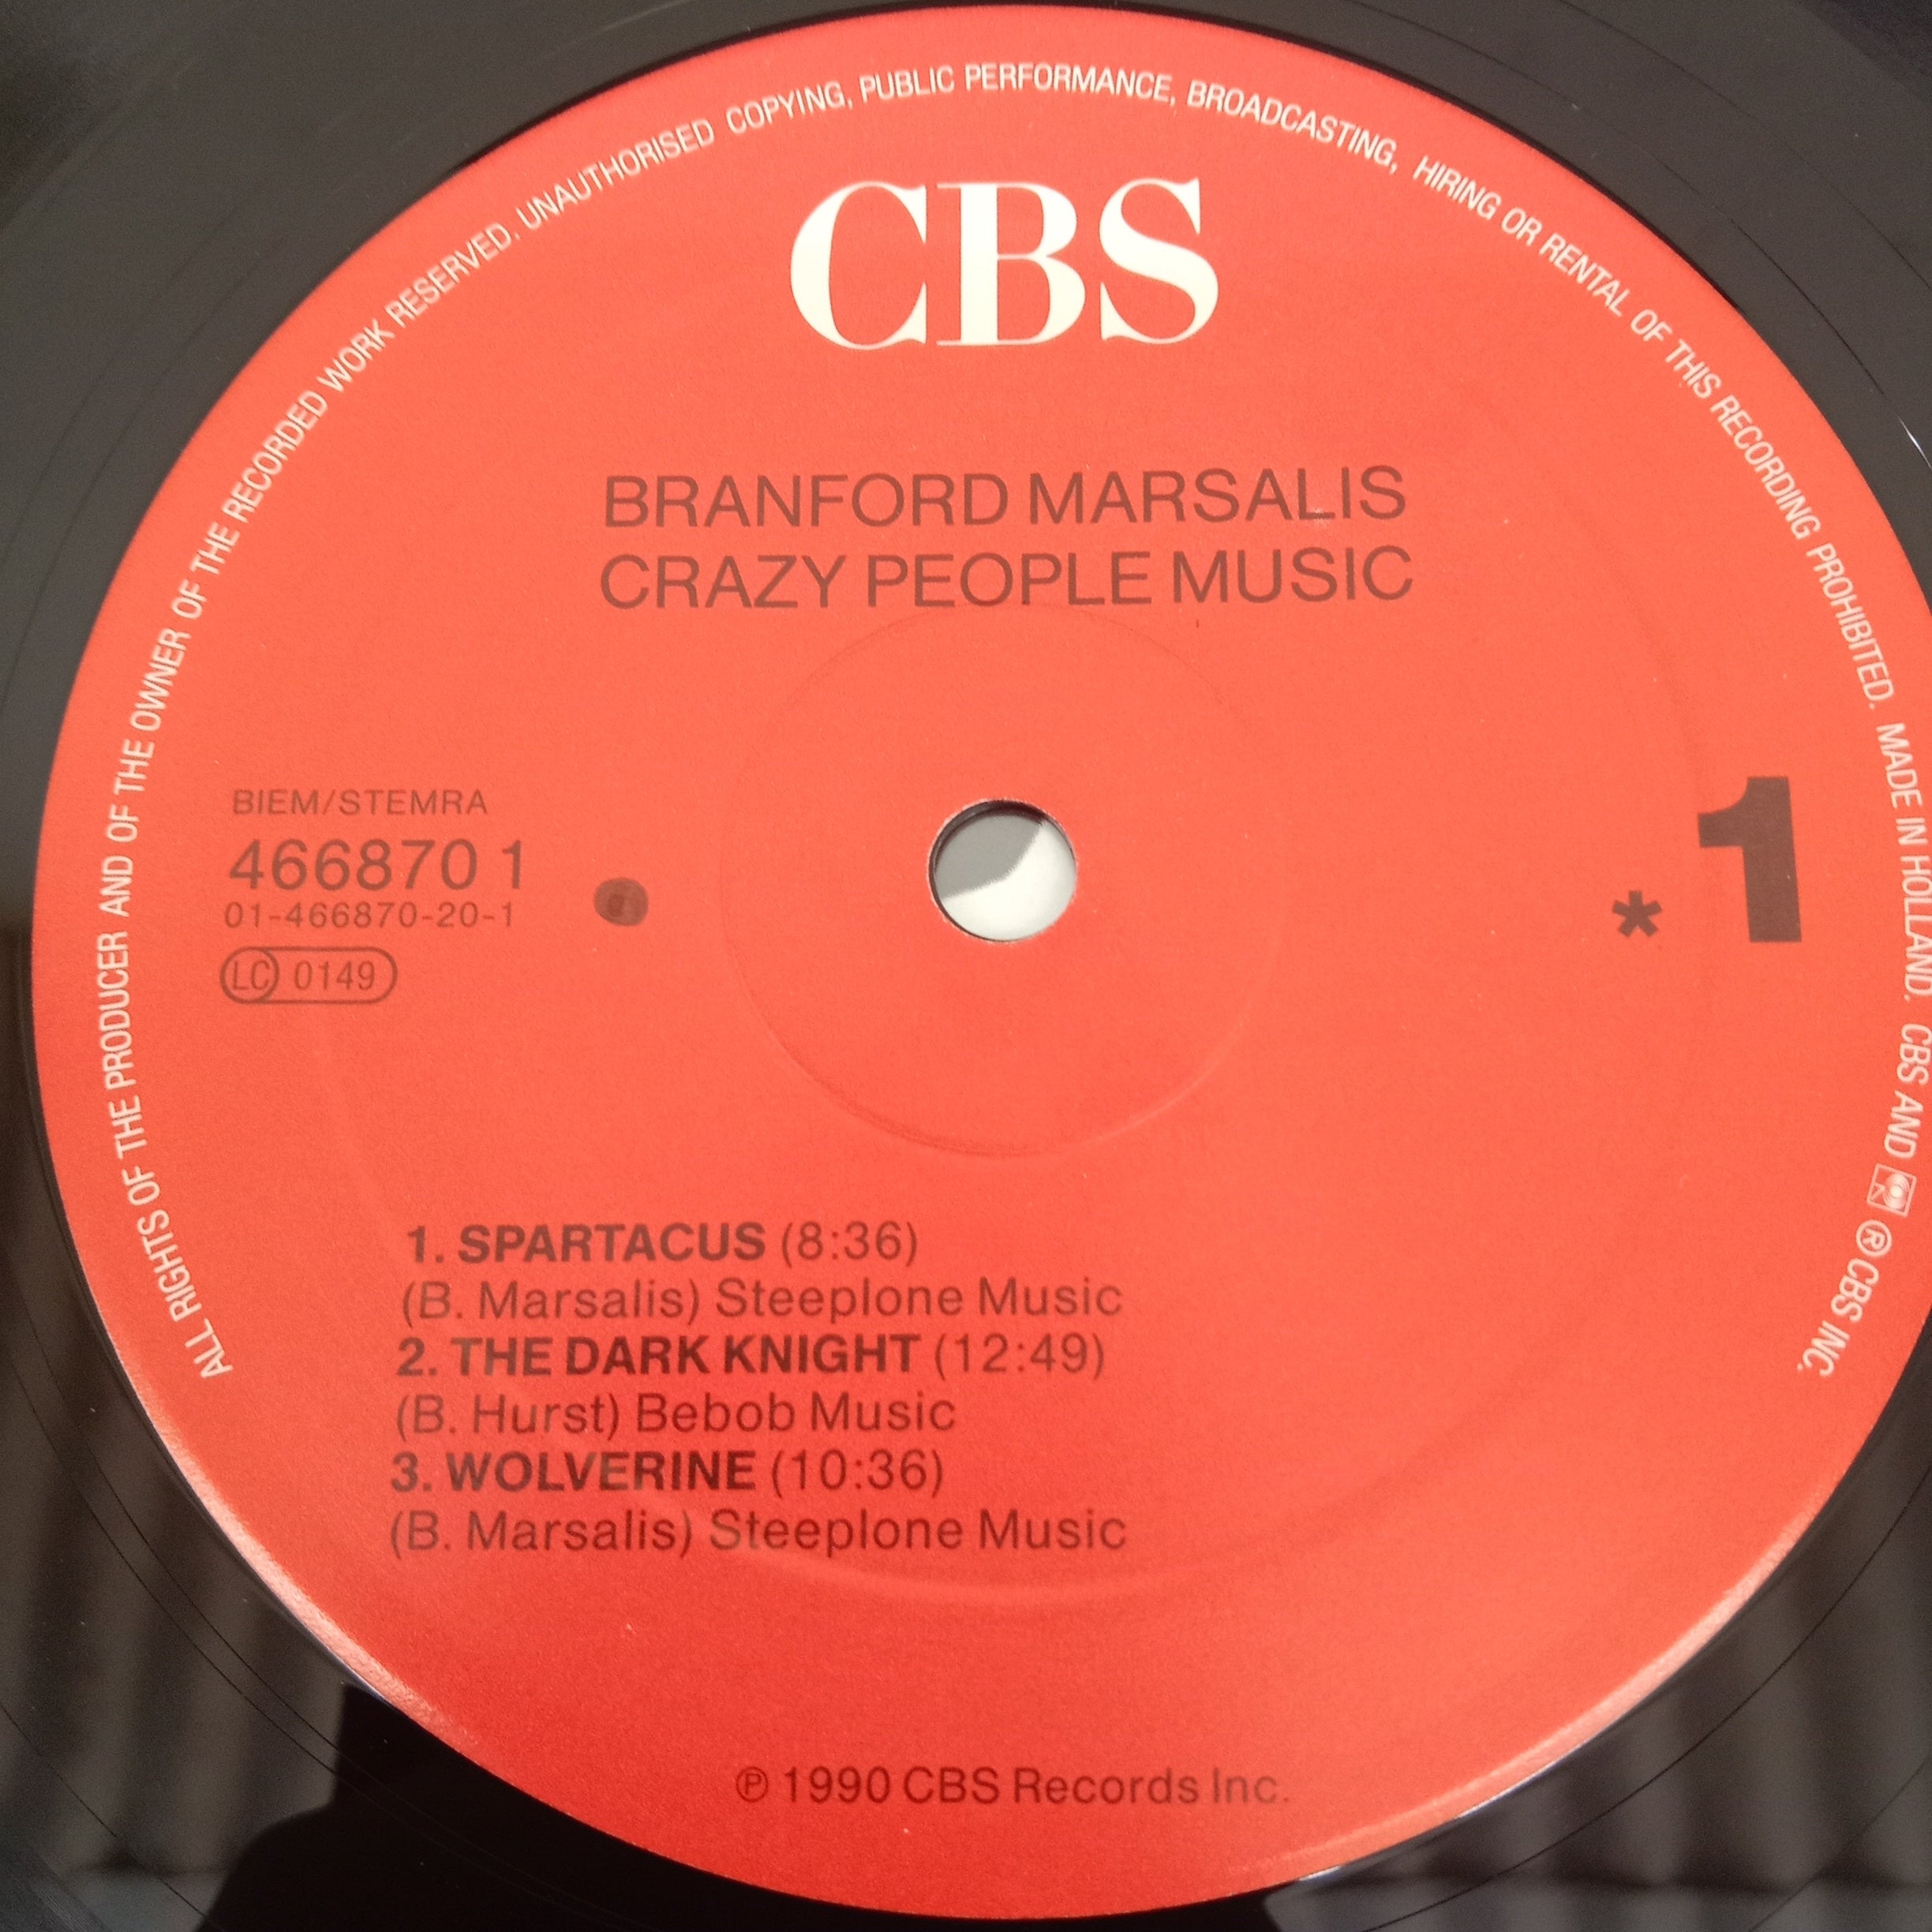 ALL RIGHTS OF THE PRODUCER AND OF THE OWNER OF THE RECORDED WORK RESERVED. UNAUTHORISED COPYING, PUBLIC PERFORMANCE, BROADCASTING, HIRING OR RENTAL OF THIS RECORDING PROHIBITED. MADE IN HOLLAND. CBS AND ® CBS INC.
CBS
BRANFORD MARSALIS
CRAZY PEOPLE MUSIC
BIEM/STEMRA
466870 1
01-466870-20-1
LC 0149
* 1
1. SPARTACUS (8:36)
(B. Marsalis) Steeplone Music
2. THE DARK KNIGHT (12:49)
(B. Hurst) Bebob Music
3. WOLVERINE (10:36)
(B. Marsalis) Steeplone Music
℗ 1990 CBS Records Inc.